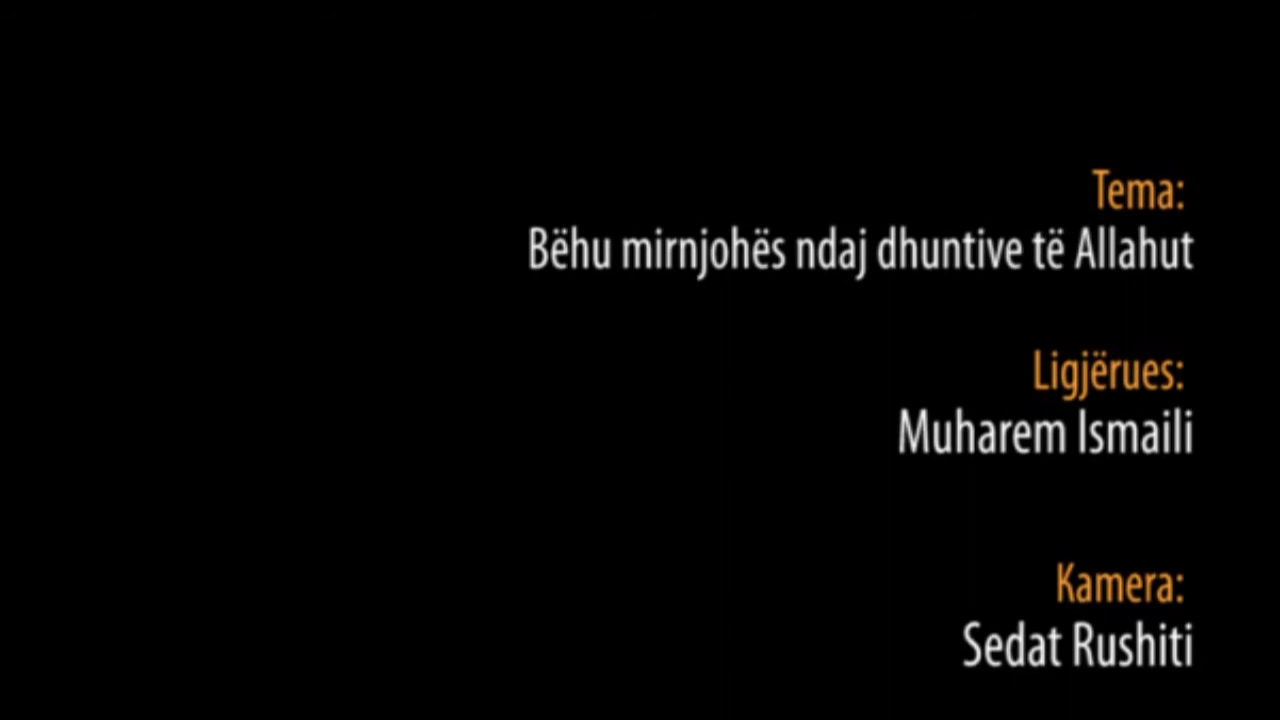 Tema:
Bëhu mirnjohës ndaj dhuntive të Allahut
Ligjërues:
Muharem Ismaili
Kamera:
Sedat Rushiti